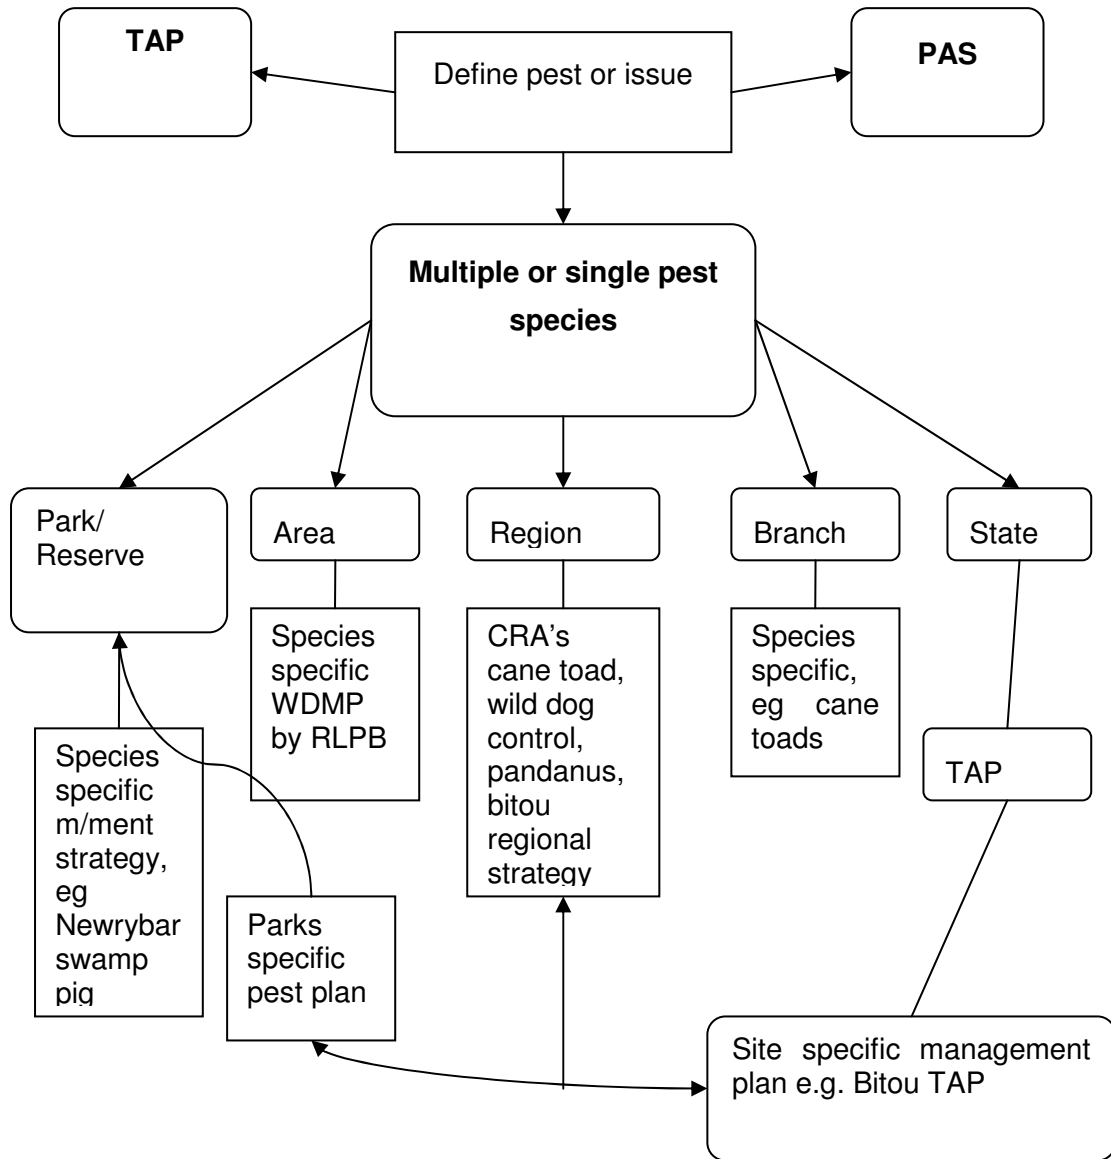 TAP
Define pest or issue
PAS
Multiple or single pest
species
Park/
Reserve
Area
Region
Branch
State
Species
specific
WDMP
by RLPB
CRA's
cane toad,
wild dog
control,
pandanus,
bitou
regional
strategy
Species
specific,
eg cane
toads
Species
specific
m/ment
strategy,
eg
Newrybar
swamp
pig
TAP
Parks
specific
pest plan
Site specific management
plan e.g. Bitou TAP